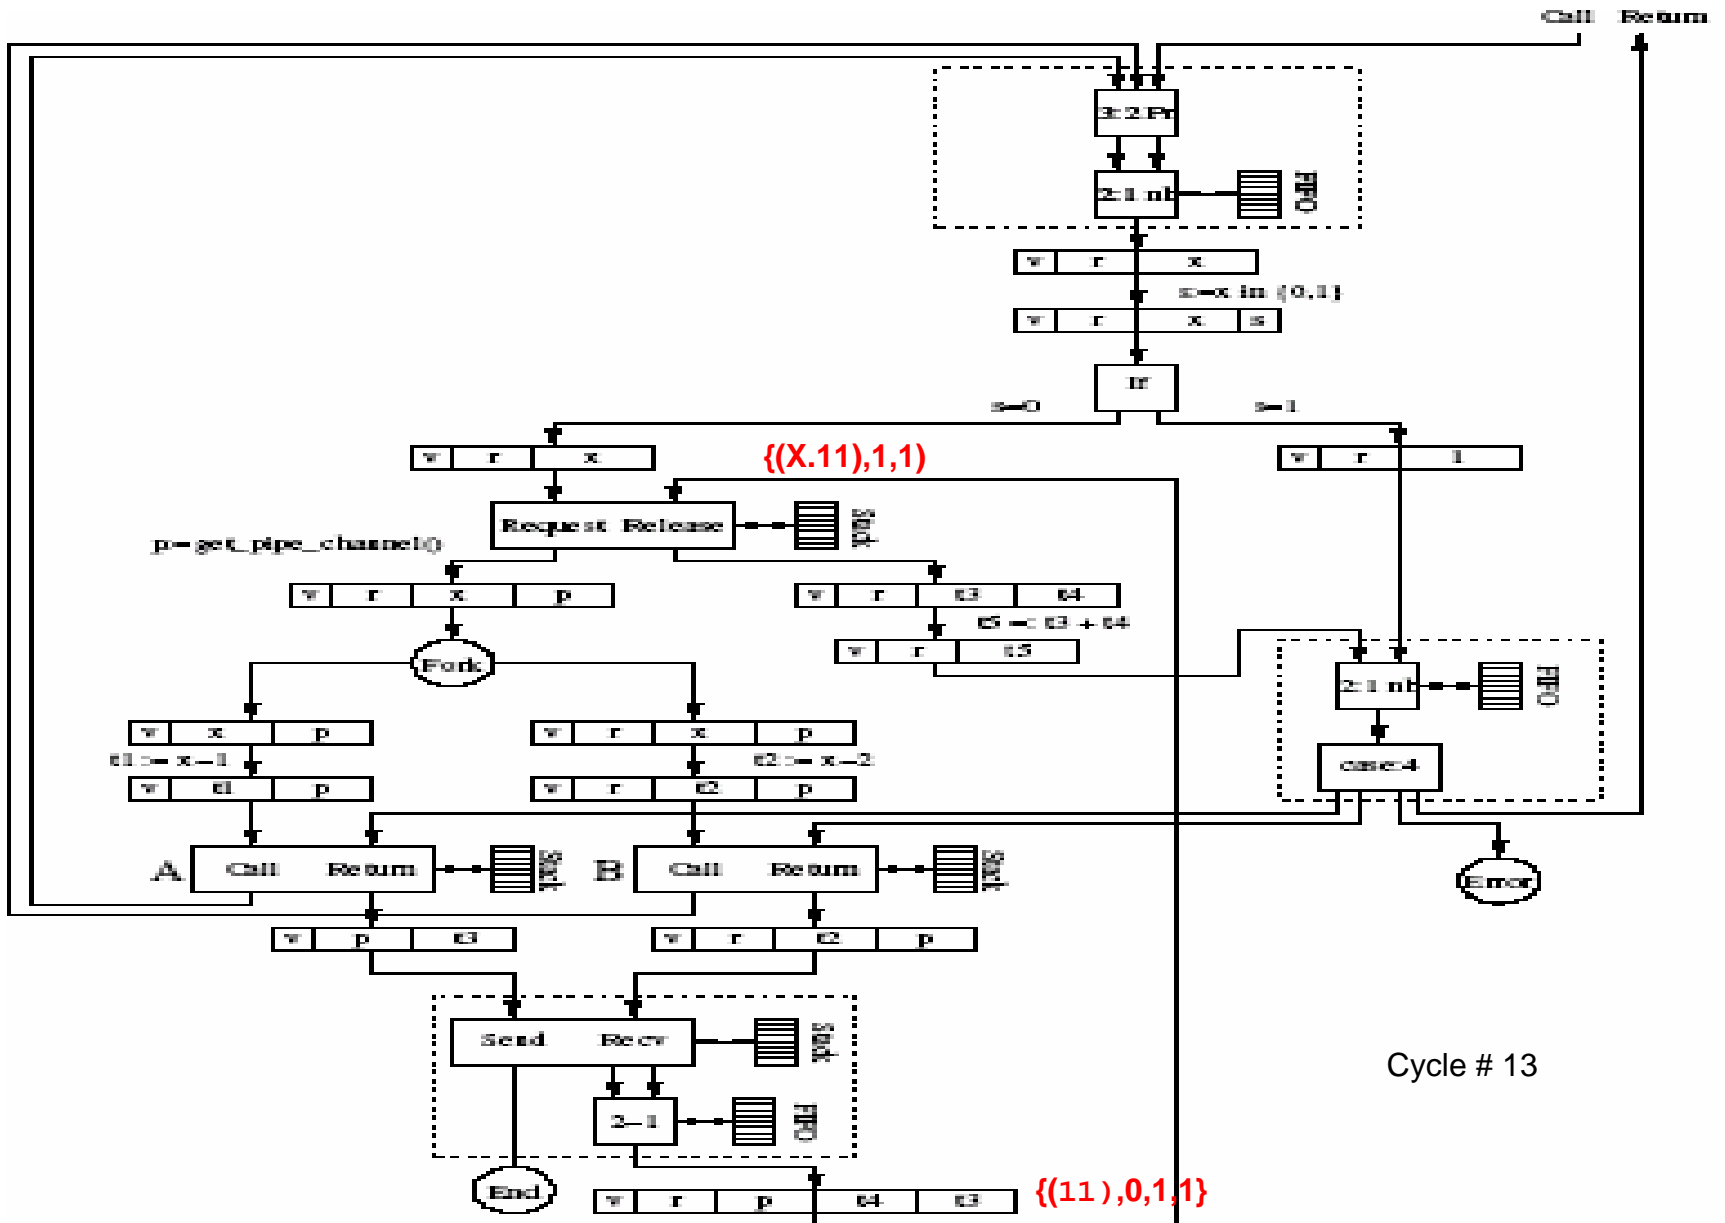 Call Return
3:2:Pr
2:1 nb
FIFO
v r x
s:=x in {0,1}
v r x s
If
s=0 s=1
v r x
{(X.11),1,1)
v r 1
Request Release
Stack
p=get_pipe_channel()
v r x p
v r t3 t4
t5 =: t3 + t4
v r t5
Fork
2:1 nb
FIFO
v x p
v r x p
t1 := x-1
t2 := x-2
v t1 p
v r t2 p
case:4
A Call Return Stack
B Call Return Stack
Error
v p t3
v r t2 p
Send Recv
Stack
Cycle # 13
2-1
FIFO
End
v r p t4 t3
{(11),0,1,1}